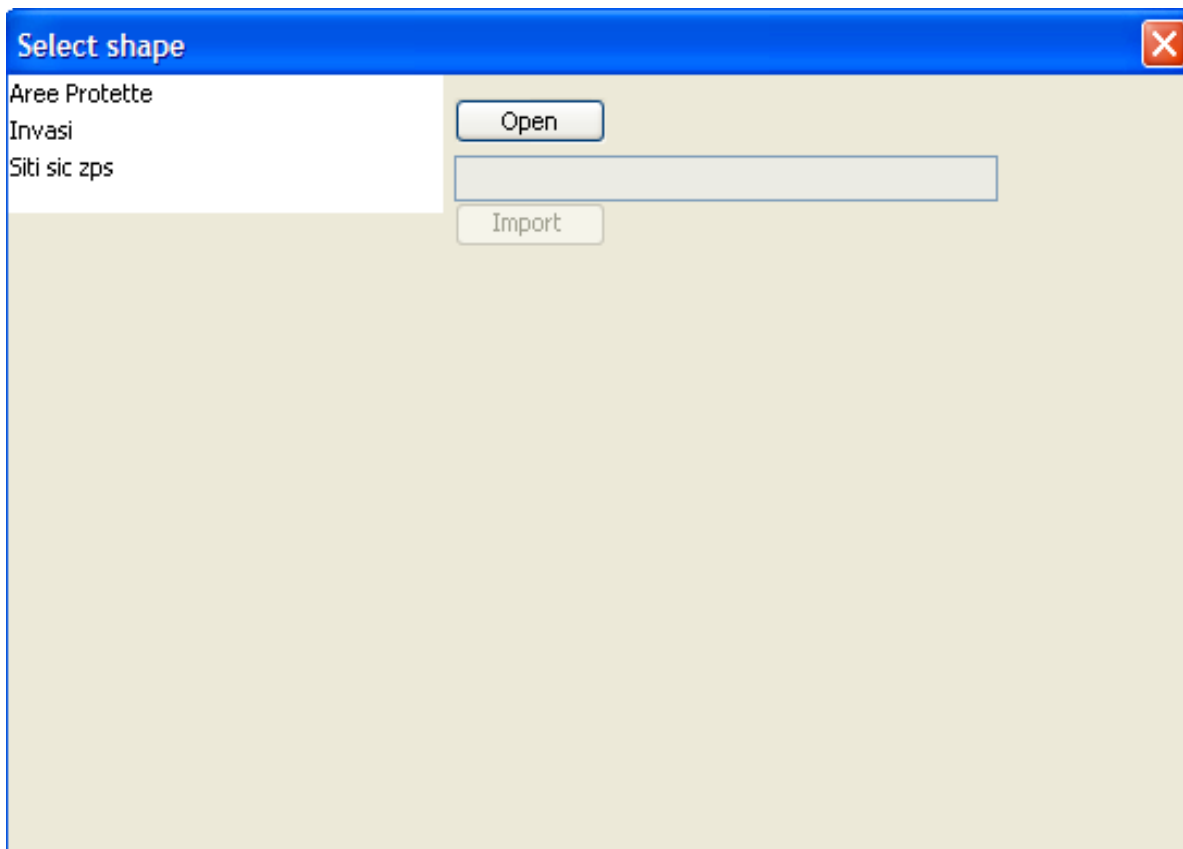 Select shape
Aree Protette
Invasi
Siti sic zps
Open
Import